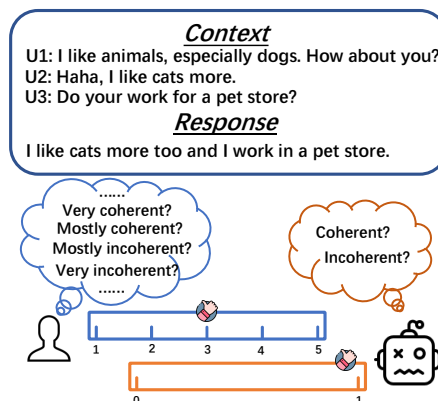 Context
U1: I like animals, especially dogs. How about you?
U2: Haha, I like cats more.
U3: Do your work for a pet store?
Response
I like cats more too and I work in a pet store.
......
Very coherent?
Mostly coherent?
Mostly incoherent?
Very incoherent?
......
Coherent?
Incoherent?
1 2 3 4 5
0 1